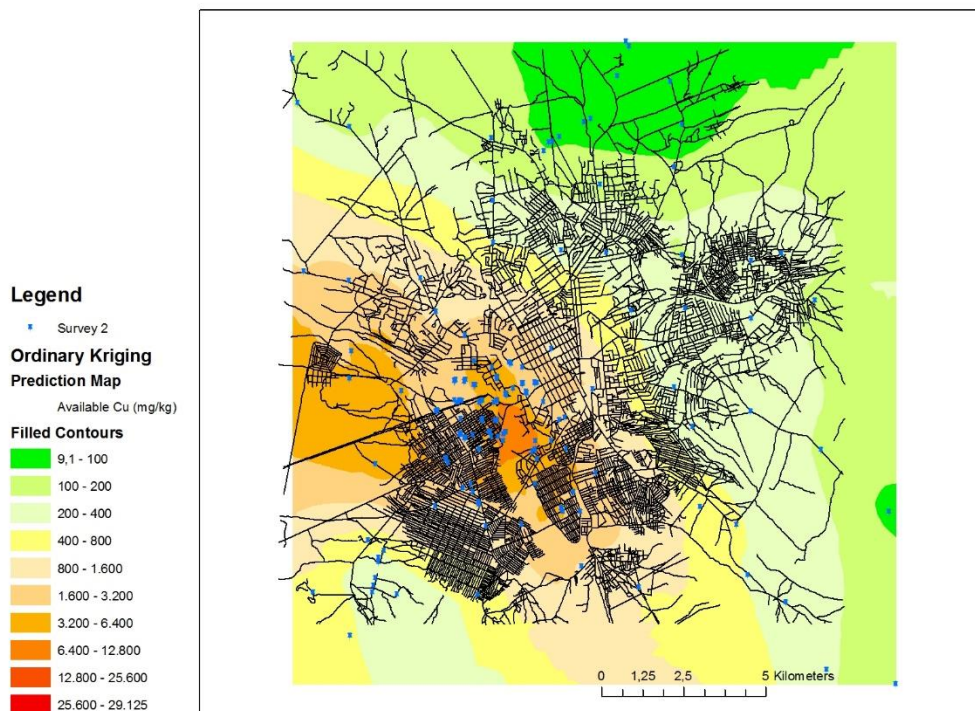 Legend
Survey 2
Ordinary Kriging
Prediction Map
Available Cu (mg/kg)
Filled Contours
9,1 - 100
100 - 200
200 - 400
400 - 800
800 - 1.600
1.600 - 3.200
3.200 - 6.400
6.400 - 12.800
12.800 - 25.600
25.600 - 29.125
0 1,25 2,5 5 Kilometers